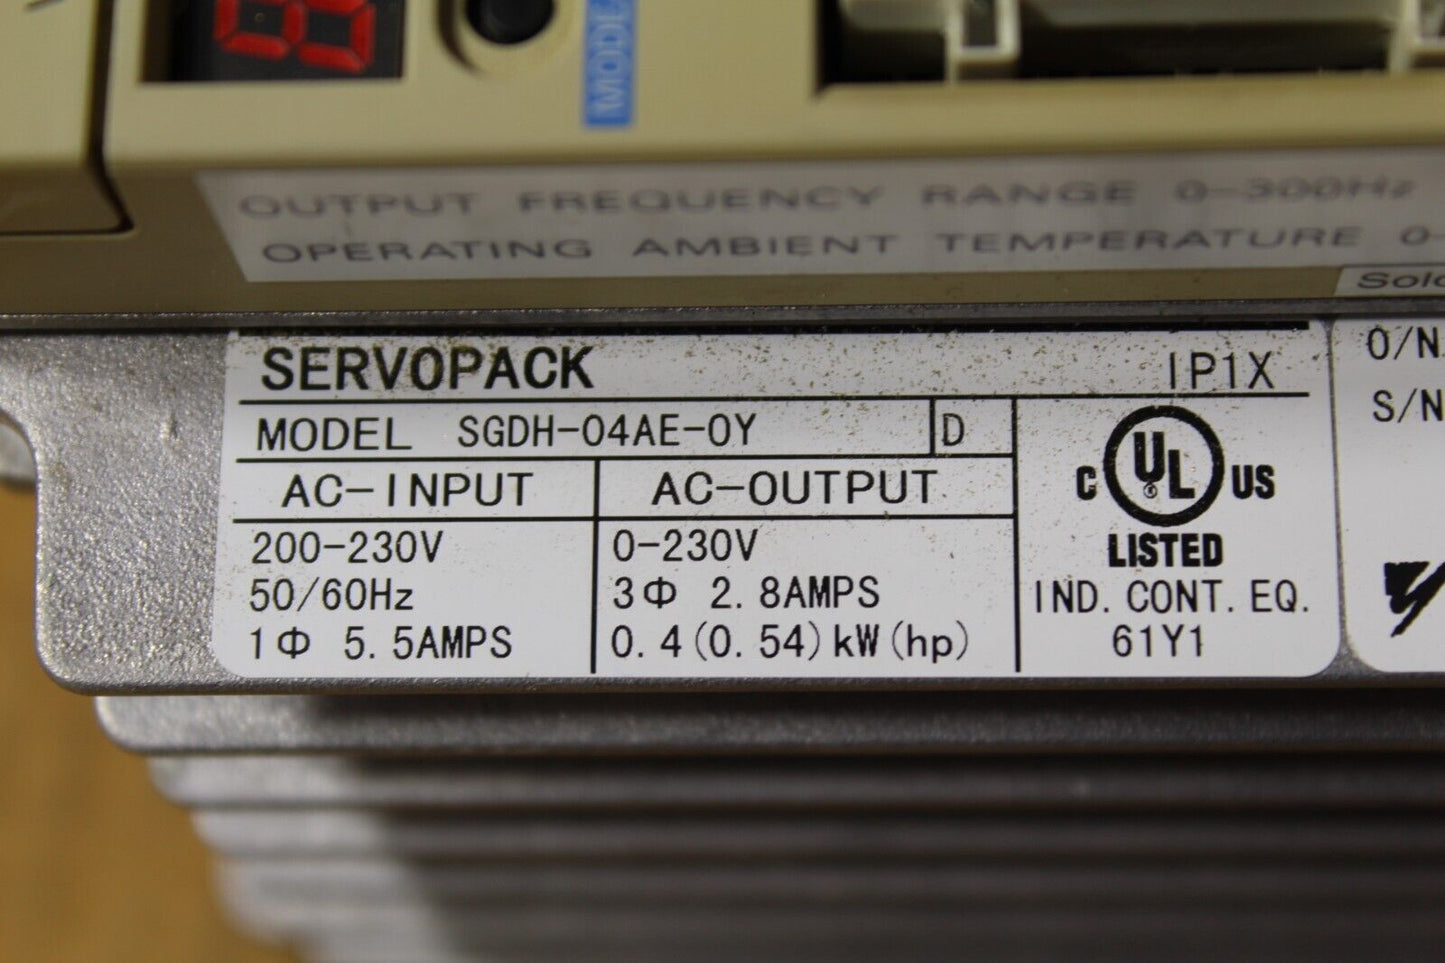 MODE
OUTPUT FREQUENCY RANGE 0-300Hz
OPERATING AMBIENT TEMPERATURE 0-
SERVOPACK IP1X
MODEL SGDH-04AE-OY D
AC-INPUT AC-OUTPUT
200-230V 0-230V
50/60Hz 3Φ 2.8AMPS
1Φ 5.5AMPS 0.4(0.54)kW(hp)
C UL® US
LISTED
IND. CONT. EQ.
61Y1
O/N
S/N